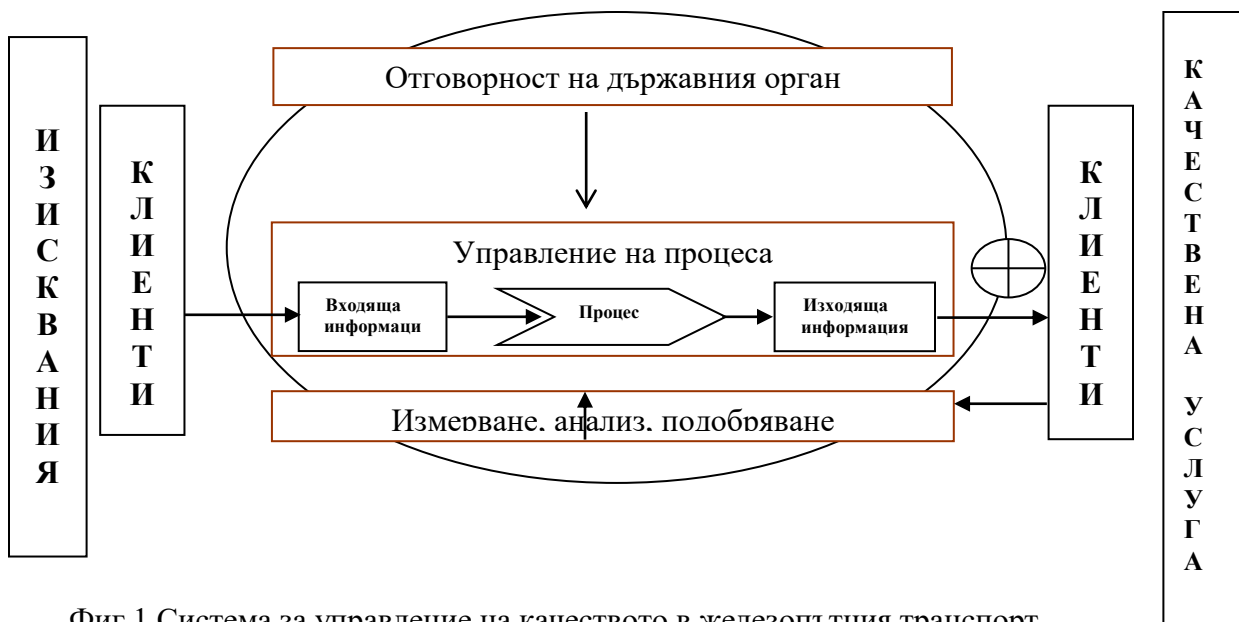 ИЗИСКВАНИЯ
КЛИЕНТИ
Отговорност на държавния орган
Управление на процеса
Входяща
информаци
Процес
Изходяща
информация
Измерване, анализ, подобряване
КЛИЕНТИ
КАЧЕСТВЕНА УСЛУГА
Фиг.1 Система за управление на качеството в железопътния транспорт